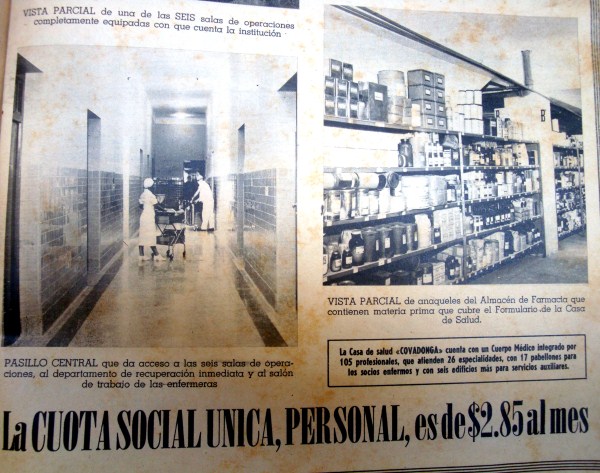 VISTA PARCIAL de una de las SEIS salas de operaciones
completamente equipadas con que cuenta la institución
PASILLO CENTRAL que da acceso a las seis salas de opera-
ciones, al departamento de recuperación inmediata y al salón
de trabajo de las enfermeras
VISTA PARCIAL de anaqueles del Almacén de Farmacia que
contienen materia prima que cubre el Formulario de la Casa
de Salud.
La Casa de salud «COVADONGA» cuenta con un Cuerpo Médico integrado por
105 profesionales, que atienden 26 especialidades, con 17 pabellones para
los socios enfermos y con seis edificios más para servicios auxiliares.
La CUOTA SOCIAL UNICA, PERSONAL, es de $2.85 al mes